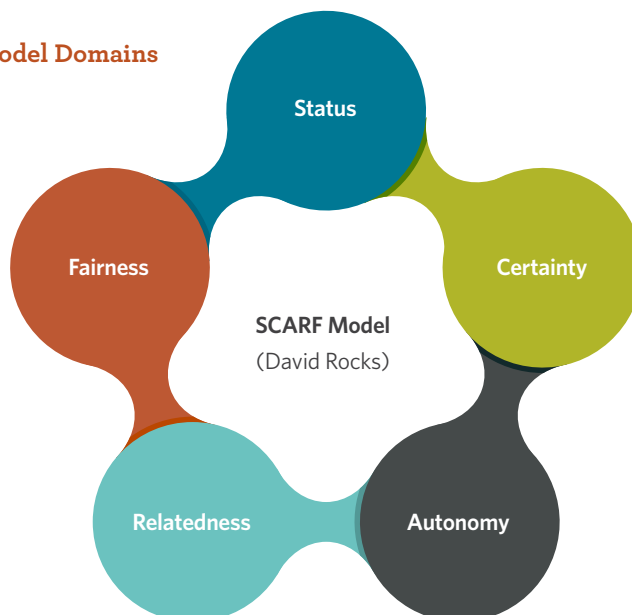 odel Domains
Status
Fairness
Certainty
SCARF Model
(David Rocks)
Relatedness
Autonomy